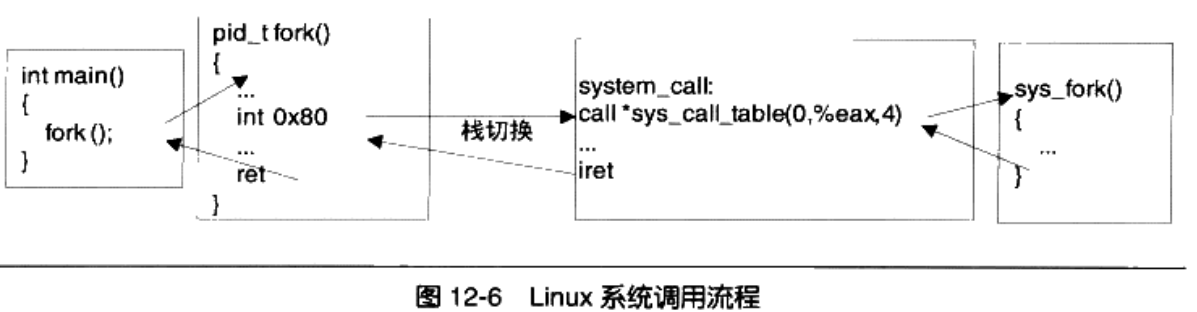 int main()
{
fork ();
}
pid_t fork()
{
...
int 0x80
...
ret
}
栈切换
system_call:
call *sys_call_table(0,%eax,4)
...
iret
sys_fork()
{
...
}
图 12-6 Linux 系统调用流程